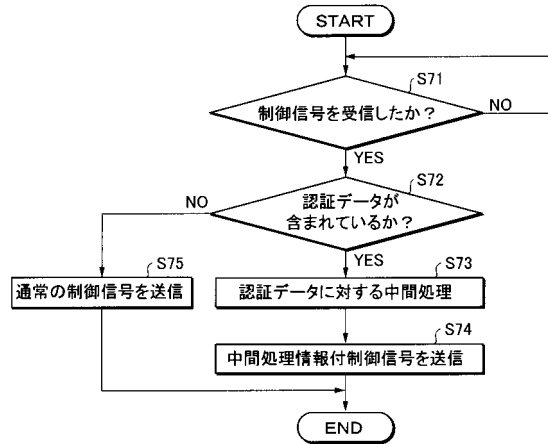 START
S71
制御信号を受信したか？
NO
YES
S72
認証データが
含まれているか？
NO
YES
S75
通常の制御信号を送信
S73
認証データに対する中間処理
S74
中間処理情報付制御信号を送信
END